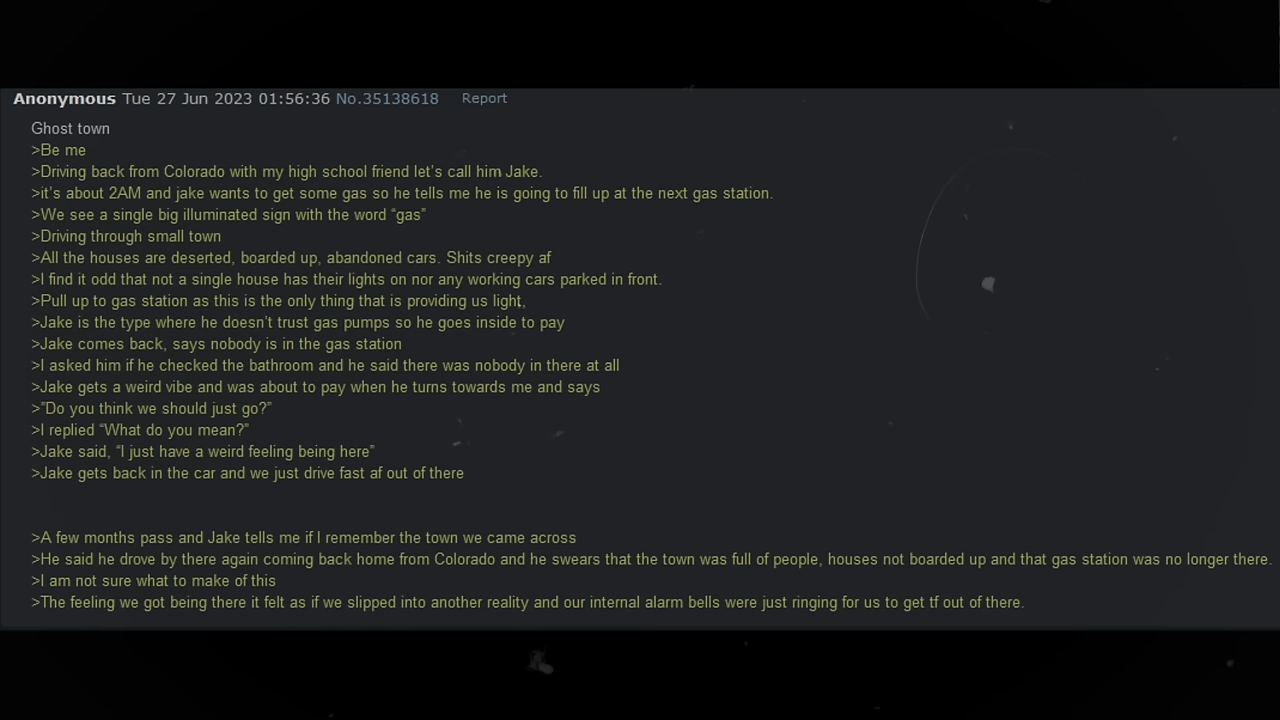 Anonymous Tue 27 Jun 2023 01:56:36 No.35138618 Report
Ghost town
>Be me
>Driving back from Colorado with my high school friend let's call him Jake.
>it's about 2AM and jake wants to get some gas so he tells me he is going to fill up at the next gas station.
>We see a single big illuminated sign with the word “gas”
>Driving through small town
>All the houses are deserted, boarded up, abandoned cars. Shits creepy af
>I find it odd that not a single house has their lights on nor any working cars parked in front.
>Pull up to gas station as this is the only thing that is providing us light,
>Jake is the type where he doesn't trust gas pumps so he goes inside to pay
>Jake comes back, says nobody is in the gas station
>I asked him if he checked the bathroom and he said there was nobody in there at all
>Jake gets a weird vibe and was about to pay when he turns towards me and says
>”Do you think we should just go?”
>I replied “What do you mean?”
>Jake said, “I just have a weird feeling being here”
>Jake gets back in the car and we just drive fast af out of there
>A few months pass and Jake tells me if I remember the town we came across
>He said he drove by there again coming back home from Colorado and he swears that the town was full of people, houses not boarded up and that gas station was no longer there.
>I am not sure what to make of this
>The feeling we got being there it felt as if we slipped into another reality and our internal alarm bells were just ringing for us to get tf out of there.